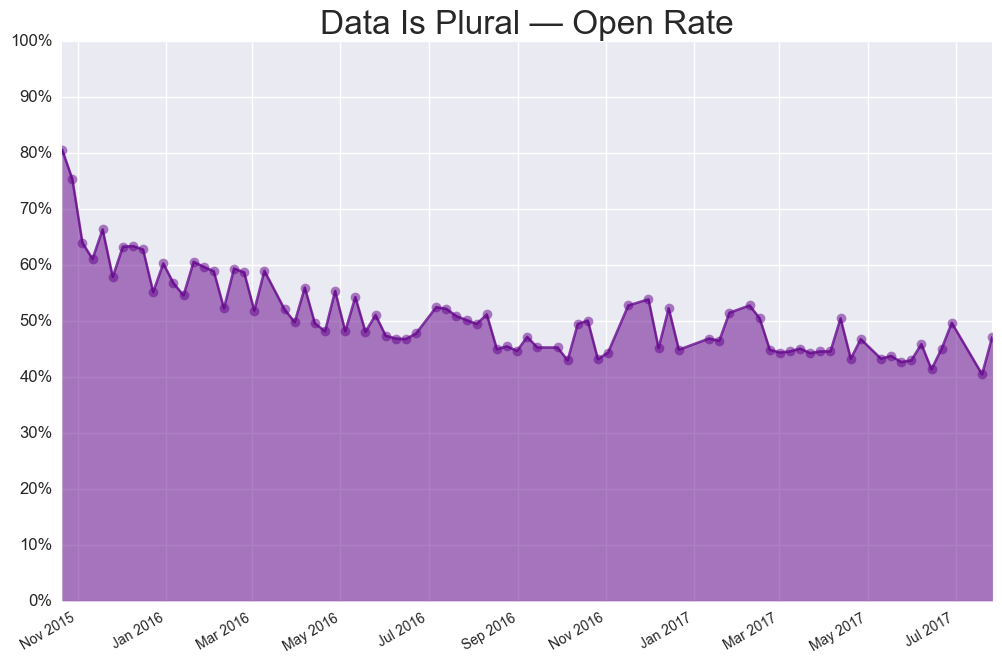 Data Is Plural — Open Rate
100%
90%
80%
70%
60%
50%
40%
30%
20%
10%
0%
Nov 2015
Jan 2016
Mar 2016
May 2016
Jul 2016
Sep 2016
Nov 2016
Jan 2017
Mar 2017
May 2017
Jul 2017